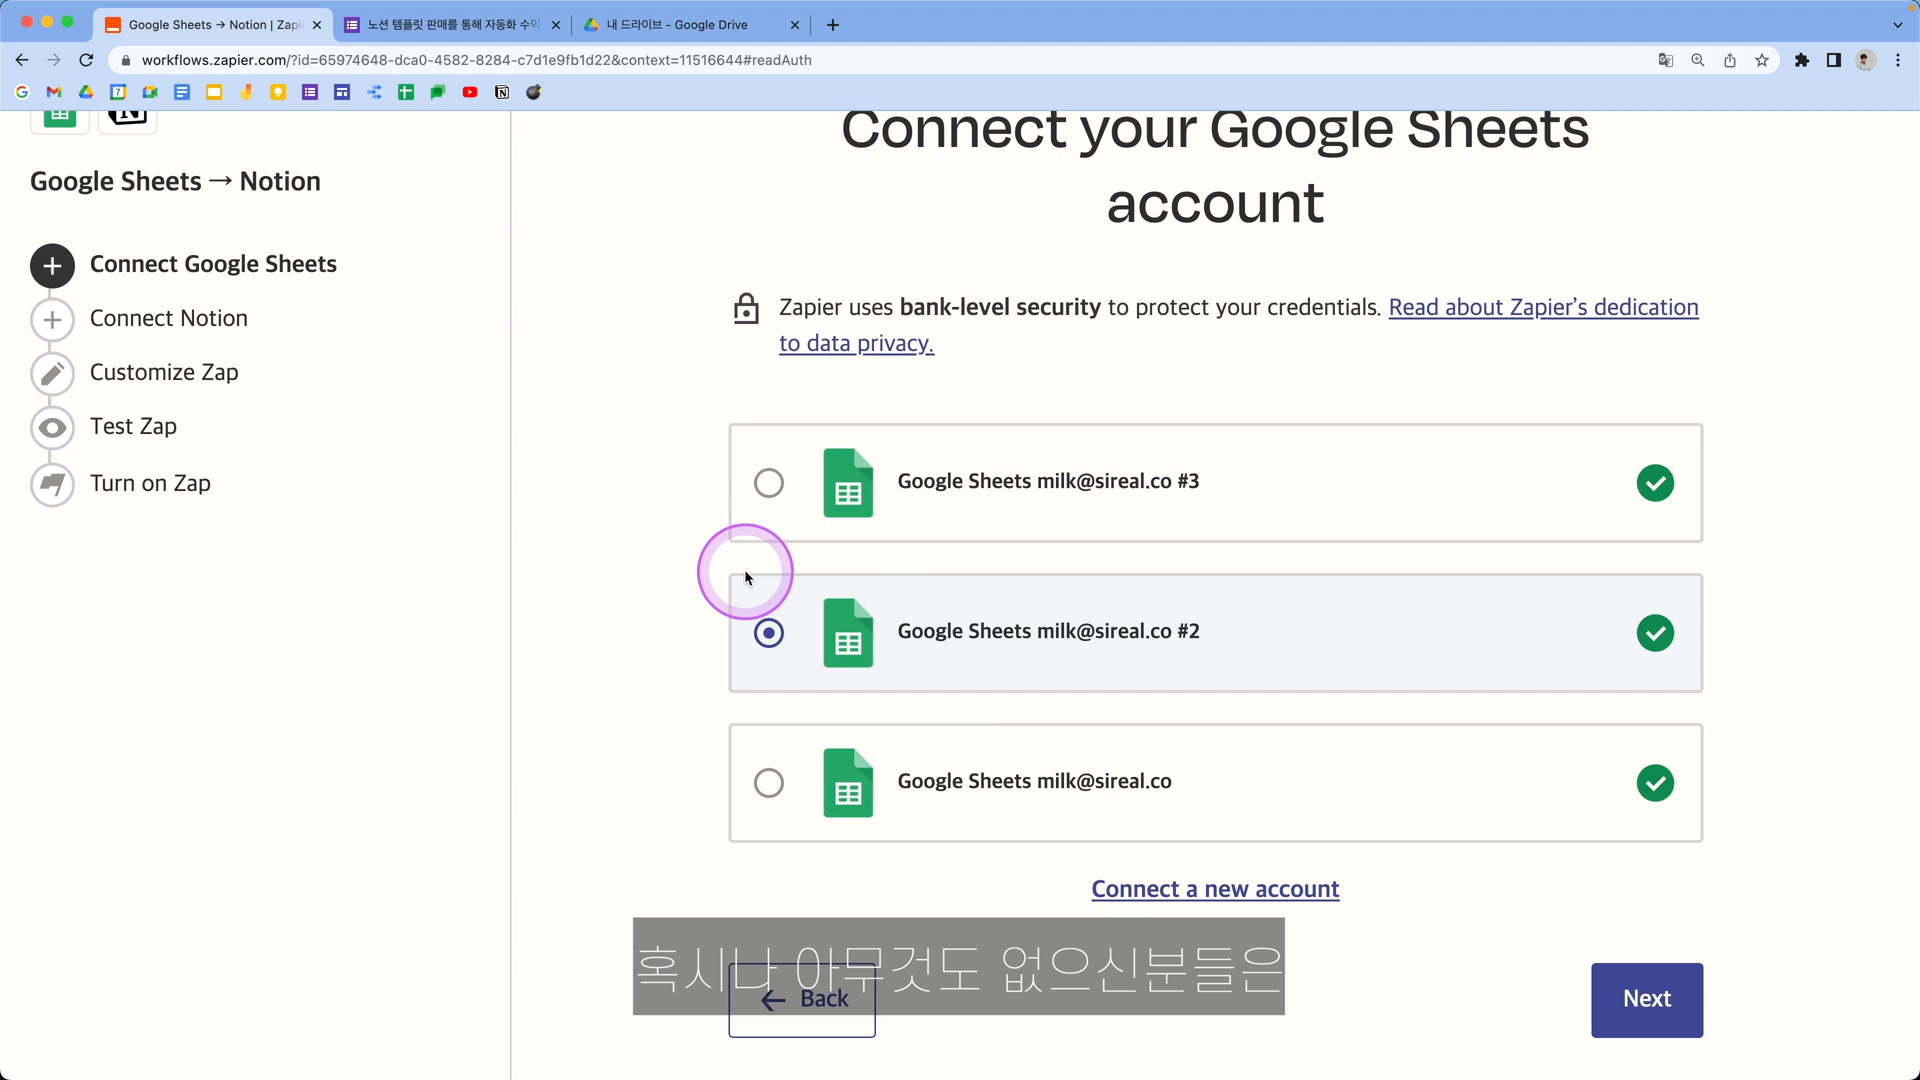 Google Sheets → Notion | Zapi
노션 템플릿 판매를 통해 자동화 수익
내 드라이브 - Google Drive
workflows.zapier.com/?id=65974648-dca0-4582-8284-c7d1e9fb1d22&context=11516644#readAuth
Google Sheets → Notion
Connect Google Sheets
Connect Notion
Customize Zap
Test Zap
Turn on Zap
Connect your Google Sheets
account
Zapier uses bank-level security to protect your credentials. Read about Zapier’s dedication
to data privacy.
Google Sheets milk@sireal.co #3
Google Sheets milk@sireal.co #2
Google Sheets milk@sireal.co
Connect a new account
혹시나 아무것도 없으신분들은
Back
Next